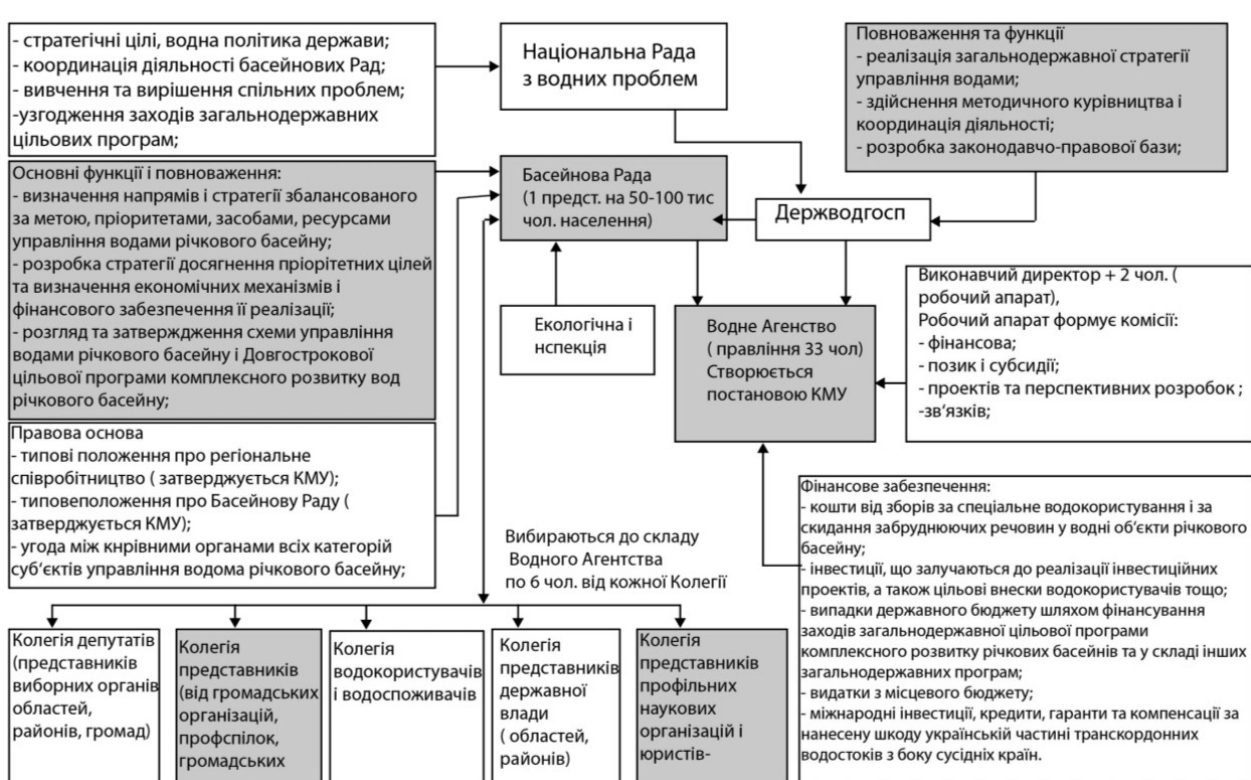 - стратегічні цілі, водна політика держави;
- координація діяльності басейнових Рад;
- вивчення та вирішення спільних проблем;
-узгодження заходів загальнодержавних
цільових програм;
Національна Рада
з водних проблем
Повноваження та функції
- реалізація загальнодержавної стратегії
управління водами;
- здійснення методичного курівництва і
координація діяльності;
- розробка законодавчо-правової бази;
Основні функції і повноваження:
- визначення напрямів і стратегії збалансованого
за метою, пріоритетами, засобами, ресурсами
управління водами річкового басейну;
- розробка стратегії досягнення пріорітетних цілей
та визначення економічних механізмів і
фінансового забезпечення її реалізації;
- розгляд та затверждження схеми управління
водами річкового басейну і Довгострокової
цільової програми комплексного розвитку вод
річкового басейну;
Басейнова Рада
(1 предст. на 50-100 тис
чол. населення)
Держводгосп
Екологічна і
нспекція
Водне Агенство
( правління 33 чол)
Створюється
постановою КМУ
Виконавчий директор + 2 чол. (
робочий апарат),
Робочий апарат формує комісії:
- фінансова;
- позик і субсидії;
- проектів та перспективних розробок ;
-зв'язків;
Правова основа
- типові положення про регіональне
співробітництво ( затверджується КМУ);
- типовеположення про Басейнову Раду (
затверджується КМУ);
- угода між кнрівними органами всіх категорій
суб'єктів управління водома річкового басейну;
Вибираються до складу
Водного Агентства
по 6 чол. від кожної Колегії
Фінансове забезпечення:
- кошти від зборів за спеціальне водокористування і за
скидання забруднюючих речовин у водні об'єкти річкового
басейну;
- інвестиції, що залучаються до реалізації інвестиційних
проектів, а також цільові внески водокористувачів тощо;
- випадки державного бюджету шляхом фінансування
заходів загальнодержавної цільової програми
комплексного розвитку річкових басейнів та у складі інших
загальнодержавних програм;
- видатки з місцевого бюджету;
- міжнародні інвестиції, кредити, гаранти та компенсації за
нанесену шкоду українській частині транскордонних
водостоків з боку сусідніх країн.
Колегія депутатів
(представників
виборних органів
областей,
районів, громад)
Колегія
представників
(від громадських
організацій,
профспілок,
громадських
Колегія
водокористувачів
і водоспоживачів
Колегія
представників
державної
влади
( областей,
районів)
Колегія
представників
профільних
наукових
організацій і
юристів-